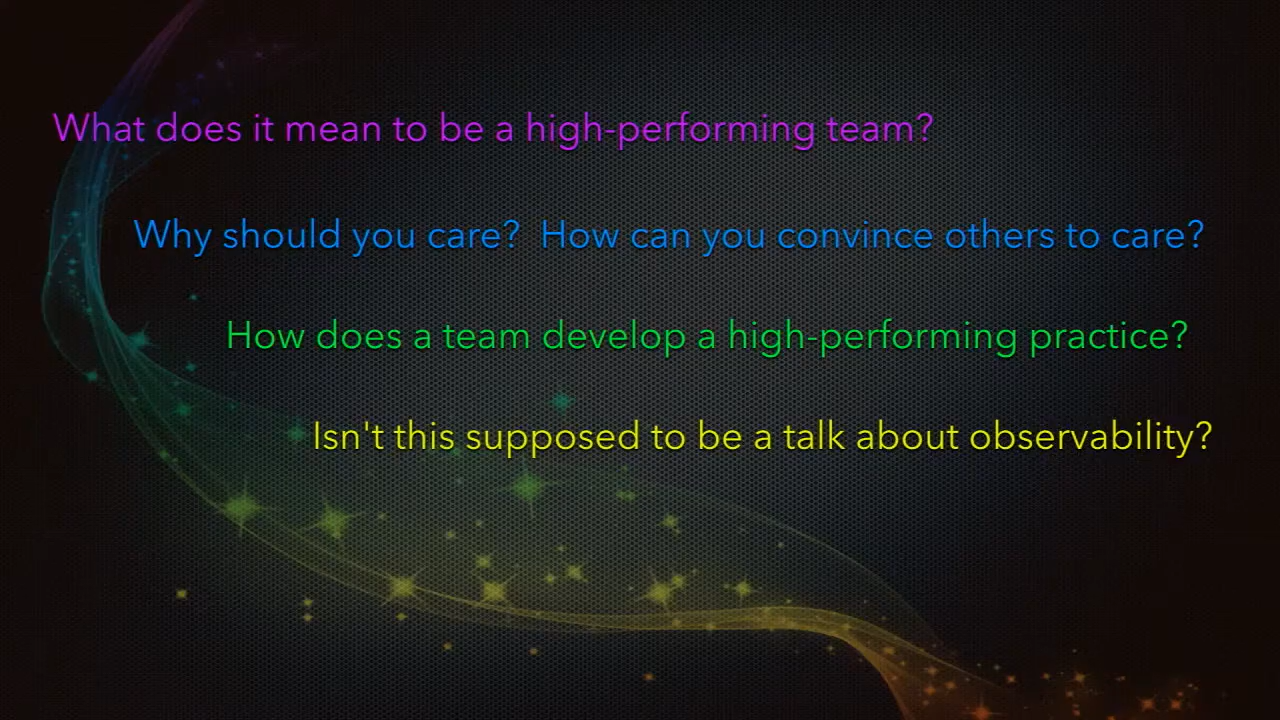 What does it mean to be a high-performing team?
Why should you care?  How can you convince others to care?
How does a team develop a high-performing practice?
Isn't this supposed to be a talk about observability?